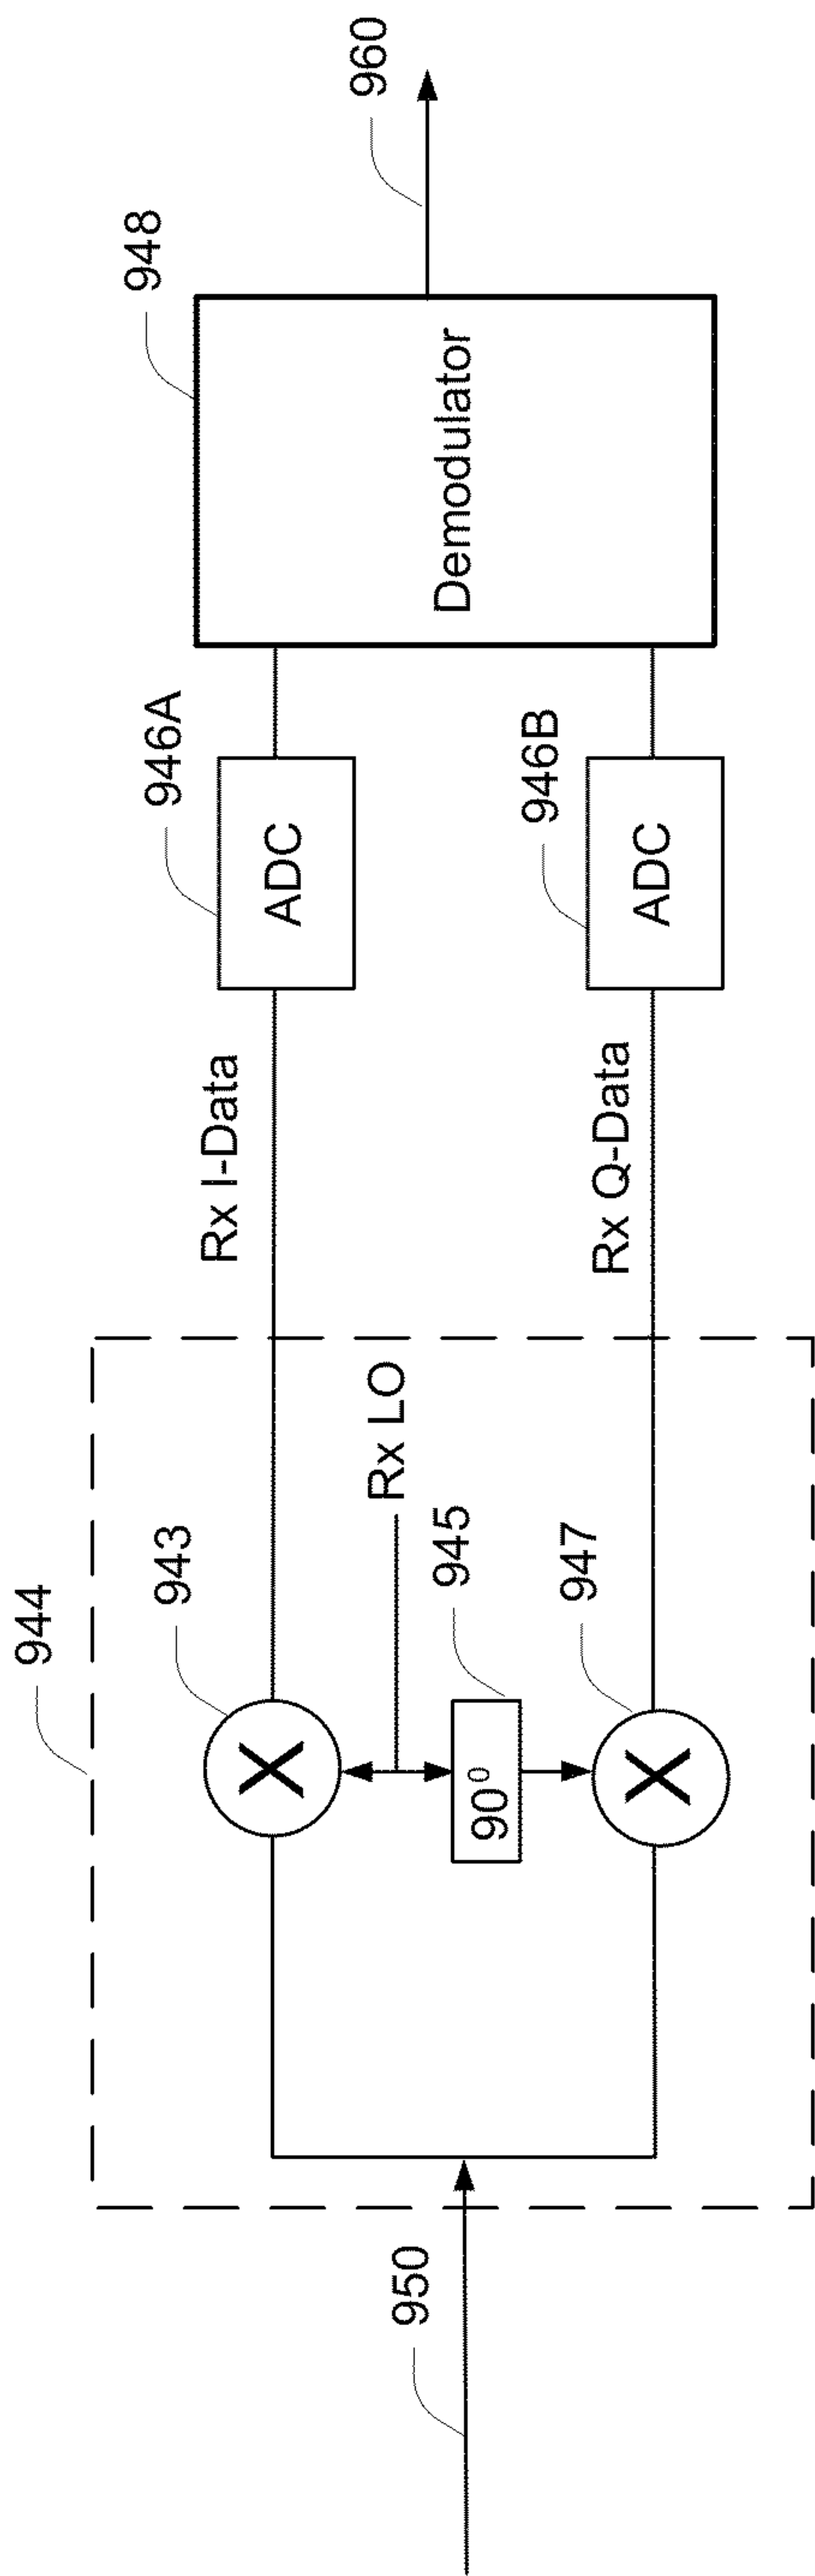 950
944
943
Rx LO
90⁰
945
947
Rx I-Data
Rx Q-Data
946A
ADC
946B
ADC
948
Demodulator
960